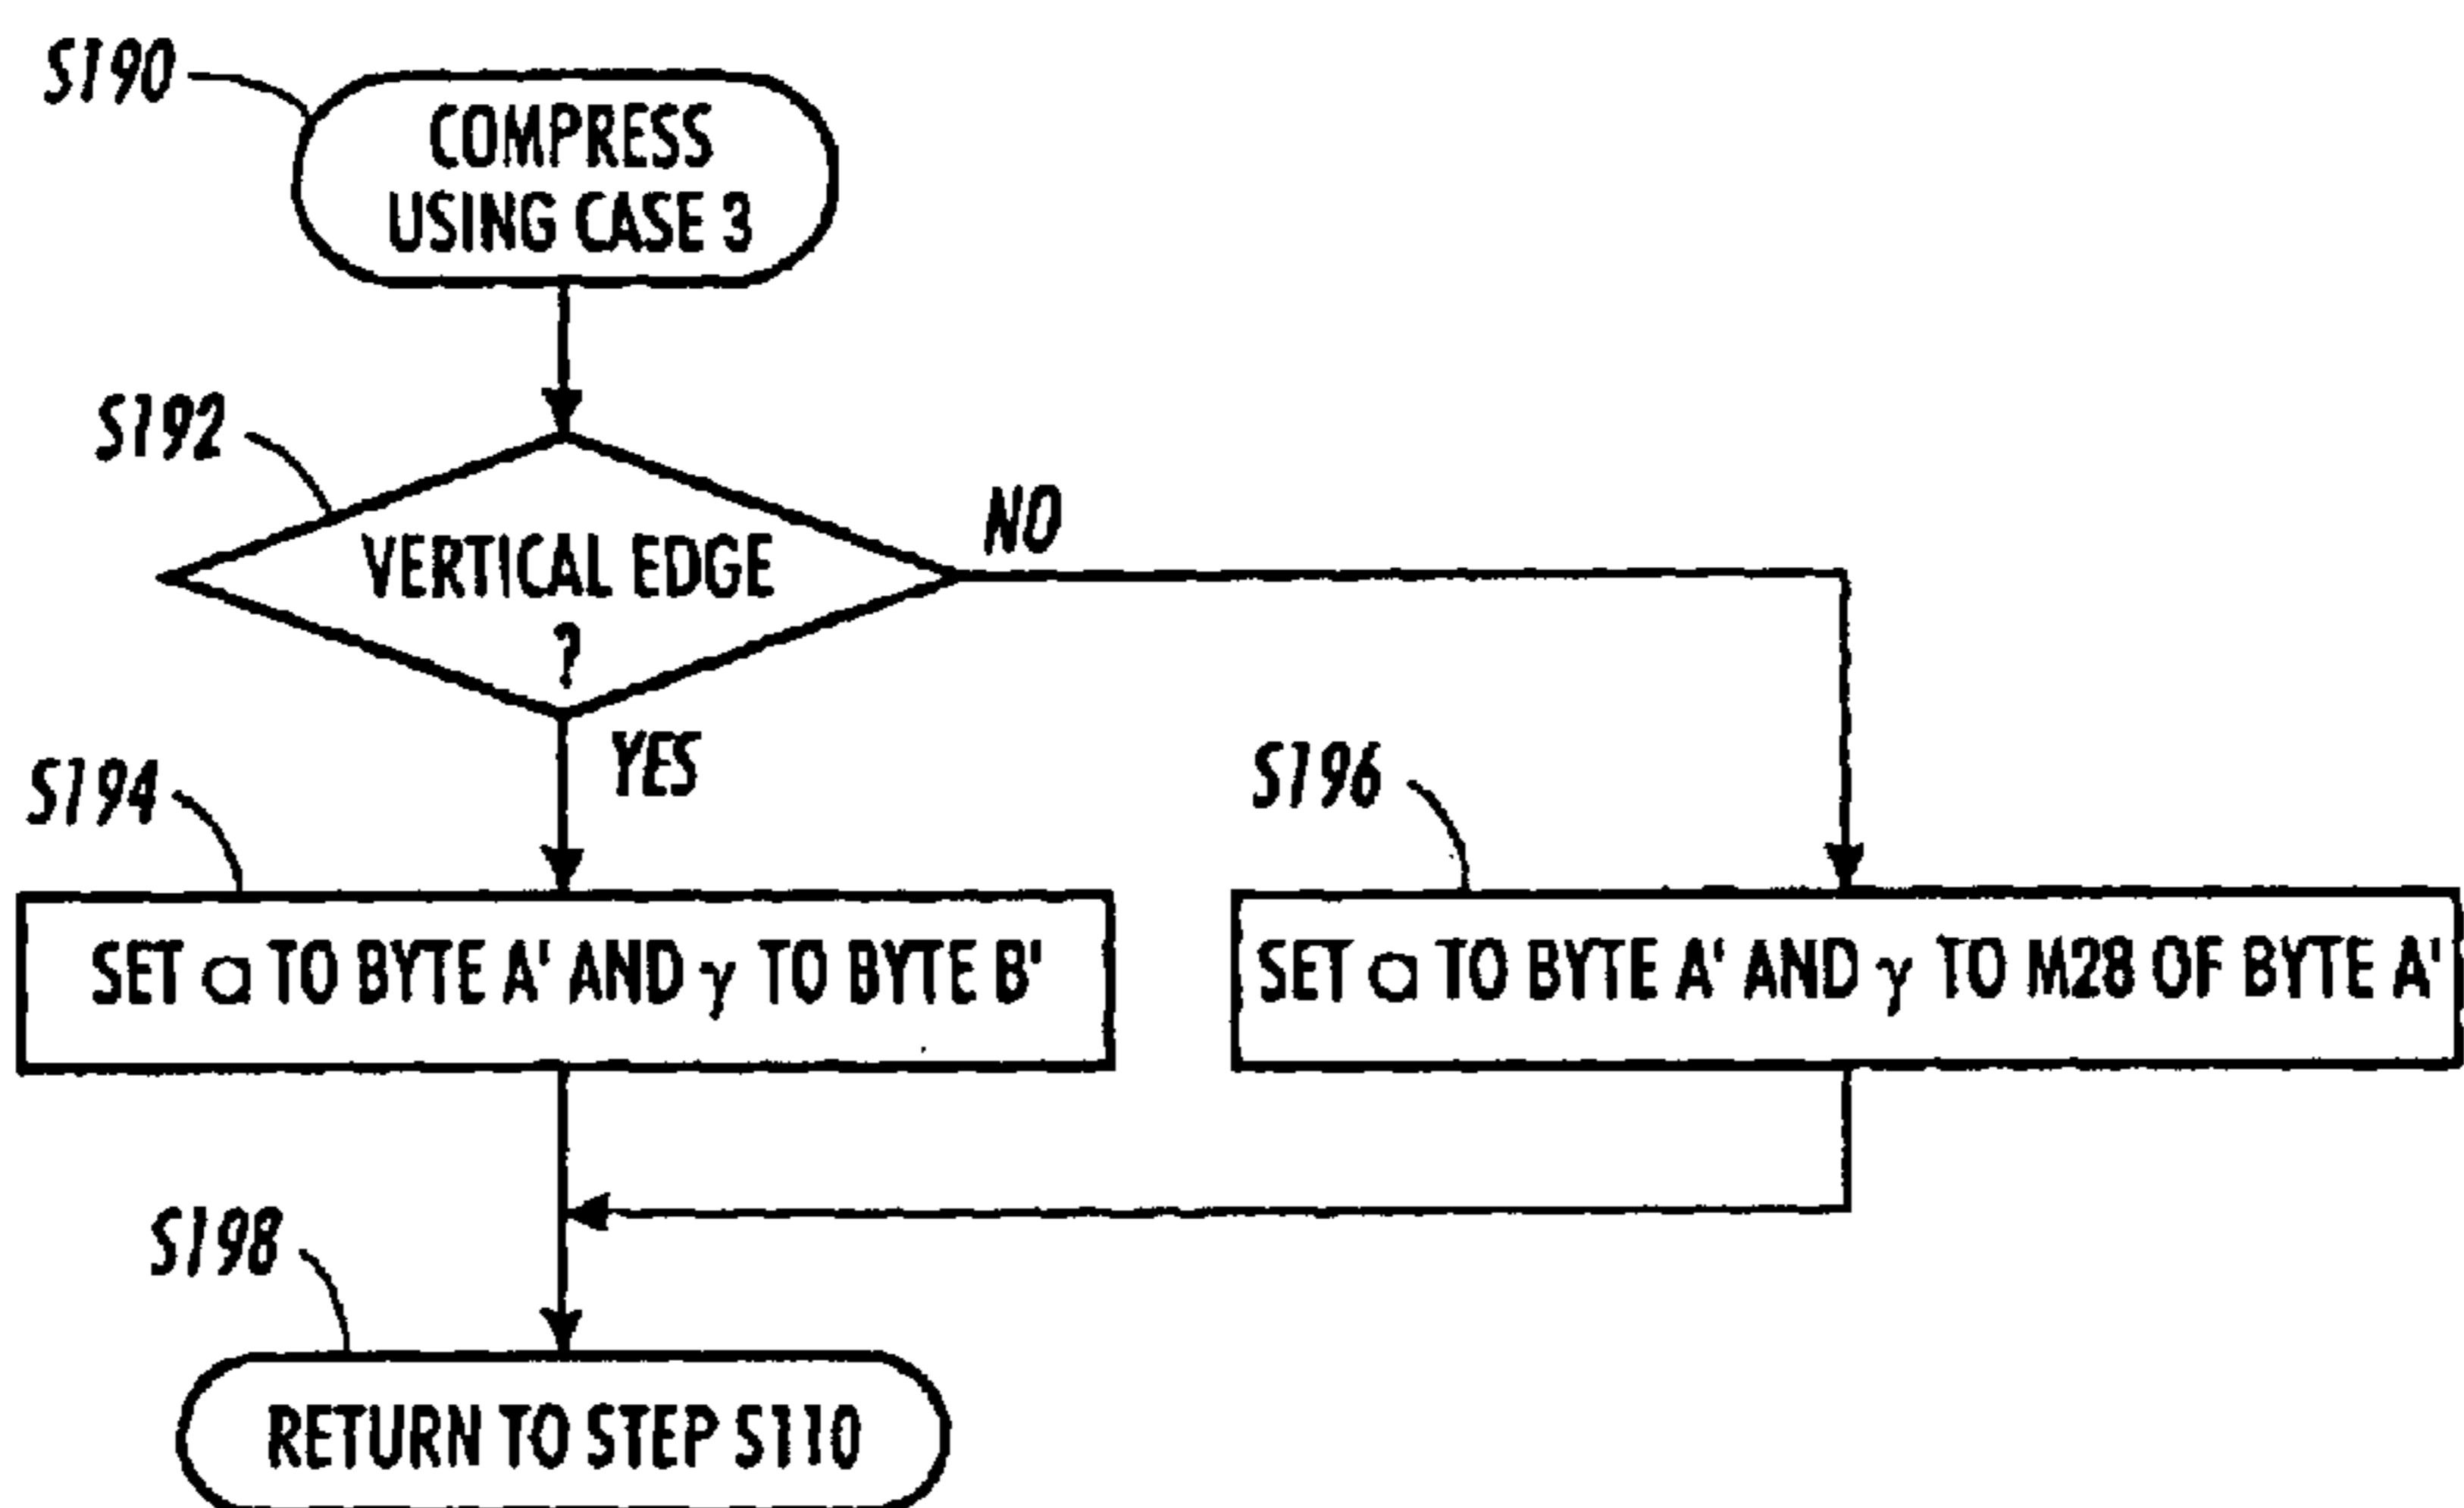 S190
COMPRESS
USING CASE 3
S192
VERTICAL EDGE
?
NO
YES
S194
SET α TO BYTE A' AND γ TO BYTE B'
S196
SET α TO BYTE A' AND γ TO M28 OF BYTE A'
S198
RETURN TO STEP S110